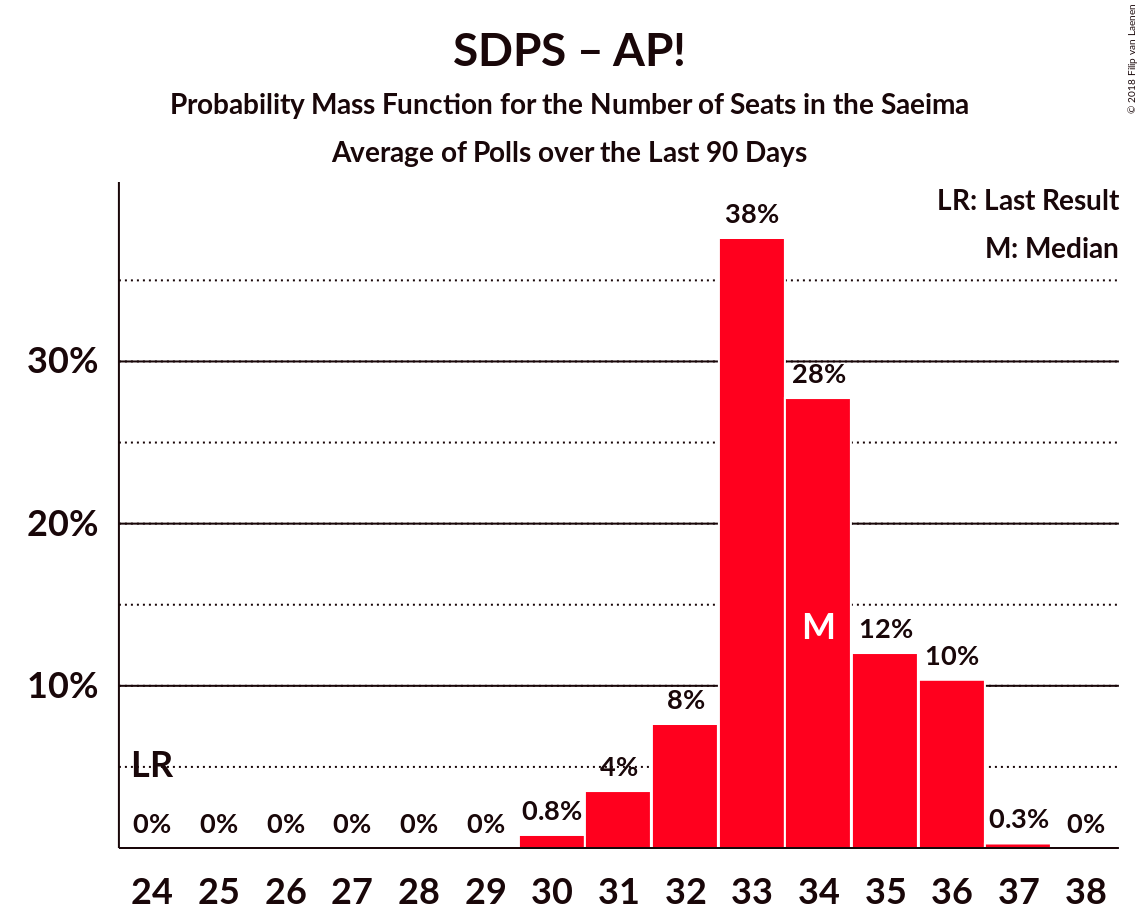 SDPS – AP!
Probability Mass Function for the Number of Seats in the Saeima
Average of Polls over the Last 90 Days
© 2018 Filip van Laenen
LR: Last Result
M: Median
38%
30%
28%
20%
M
12%
10%
10%
8%
LR
4%
0% 0% 0% 0% 0% 0% 0.8% 0.3% 0%
24 25 26 27 28 29 30 31 32 33 34 35 36 37 38